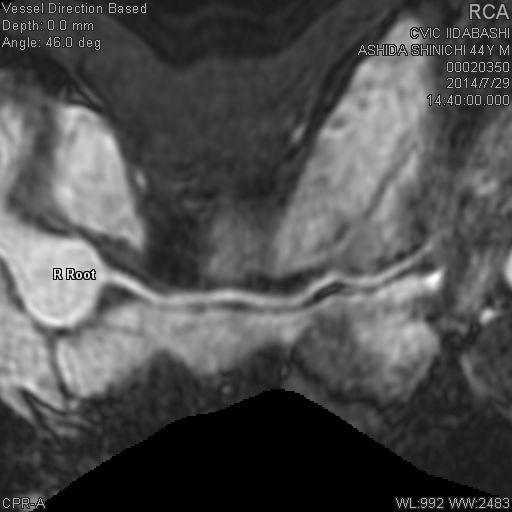 Vessel Direction Based
Depth: 0.0 mm
Angle: 46.0 deg
RCA
CVIC IIDABASHI
ASHIDA SHINICHI 44Y M
00020350
2014/7/29
14:40:00.000
R Root
CPR-A
WL:992 WW:2483